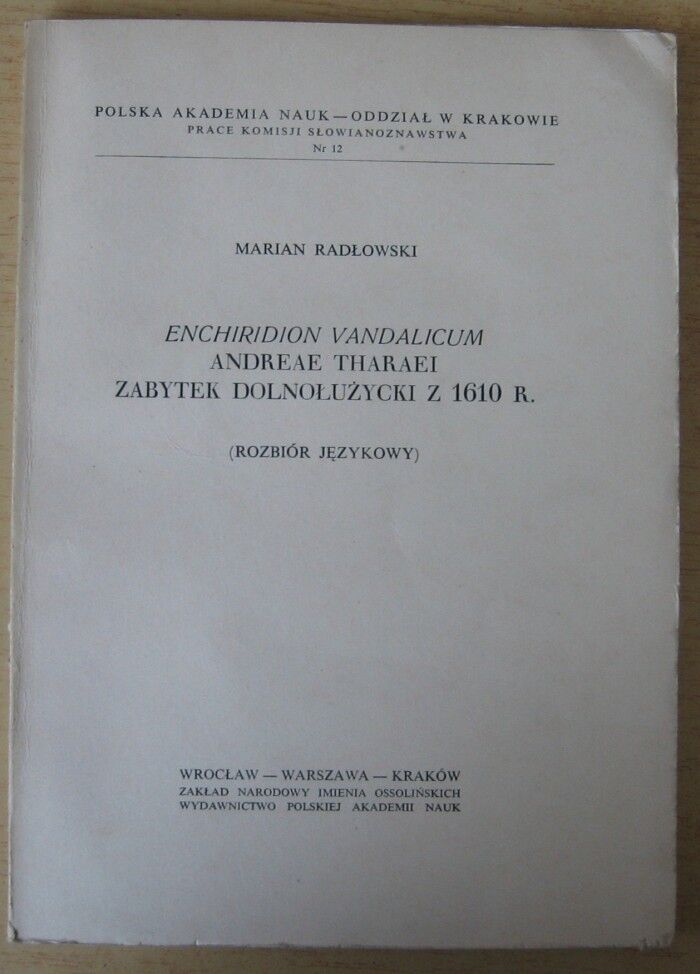 POLSKA AKADEMIA NAUK — ODDZIAŁ W KRAKOWIE
PRACE KOMISJI SŁOWIANOZNAWSTWA
Nr 12
MARIAN RADŁOWSKI
ENCHIRIDION VANDALICUM
ANDREAE THARAEI
ZABYTEK DOLNOŁUŻYCKI Z 1610 R.
(ROZBIÓR JĘZYKOWY)
WROCŁAW — WARSZAWA — KRAKÓW
ZAKŁAD NARODOWY IMIENIA OSSOLIŃSKICH
WYDAWNICTWO POLSKIEJ AKADEMII NAUK